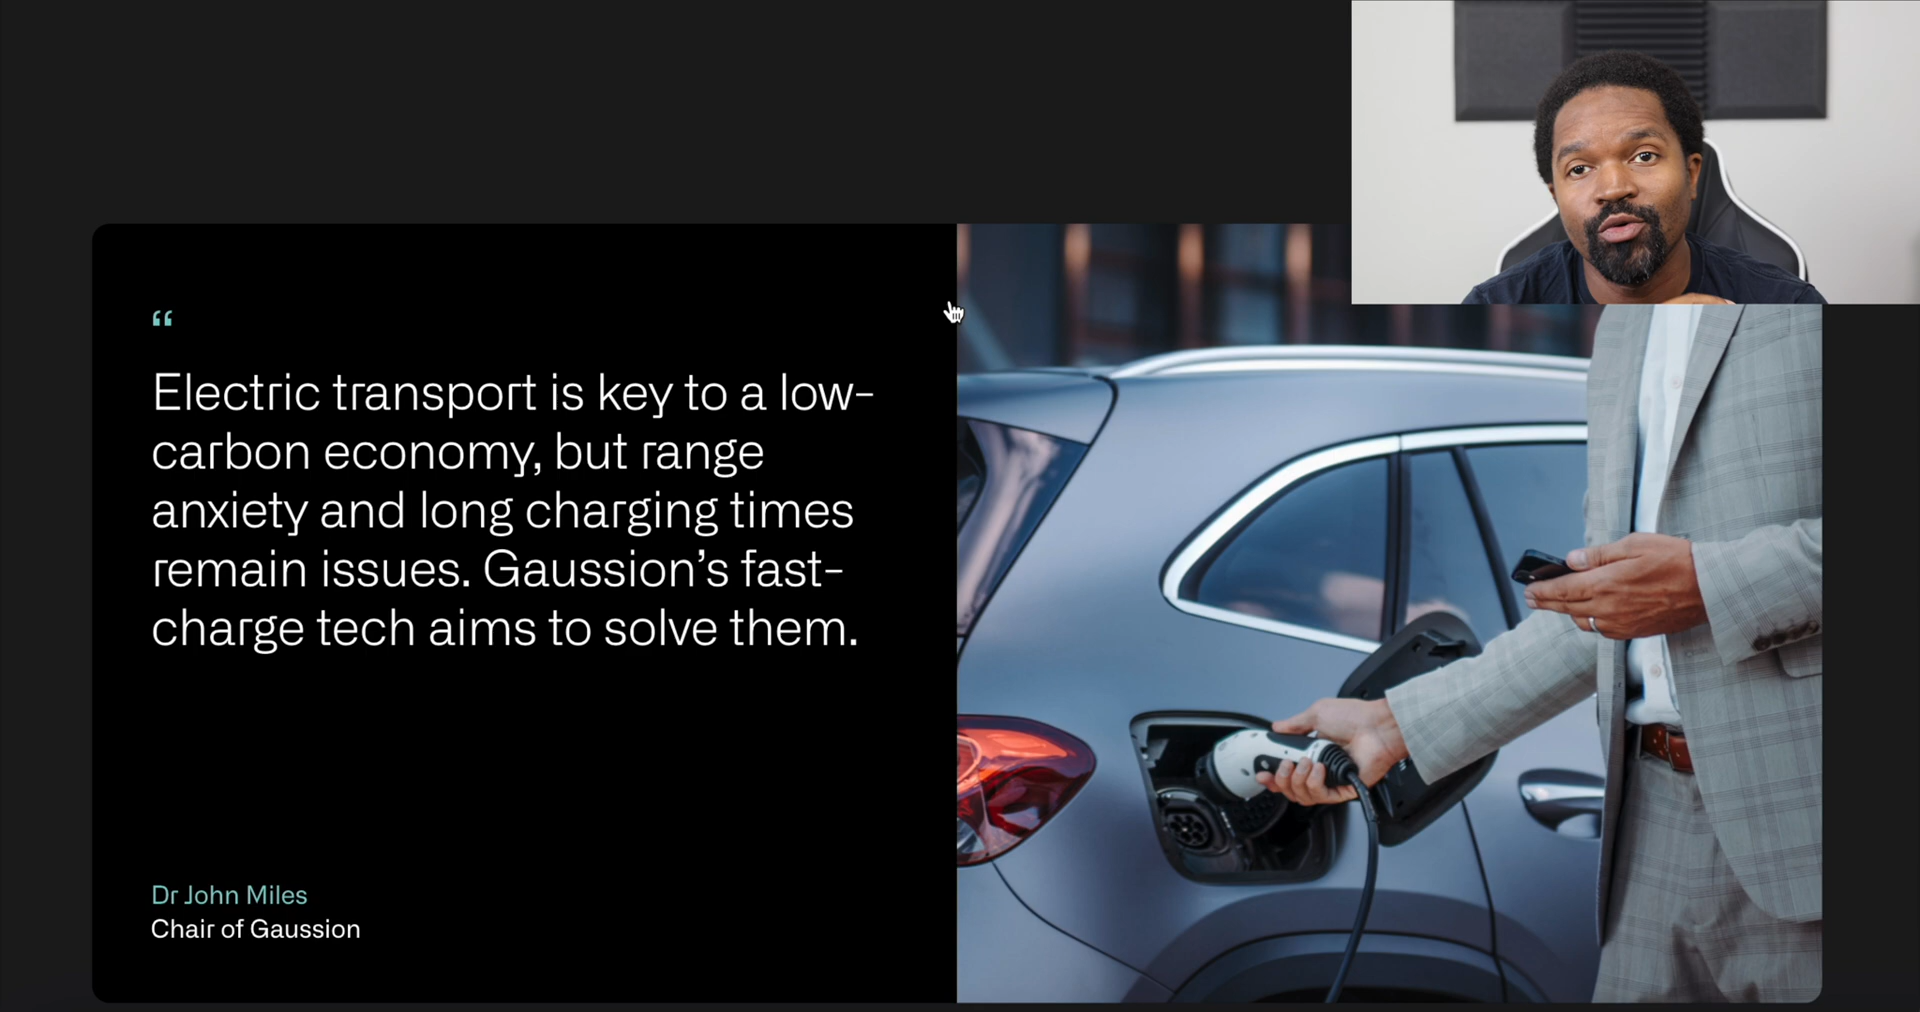 “
Electric transport is key to a low-
carbon economy, but range
anxiety and long charging times
remain issues. Gaussion’s fast-
charge tech aims to solve them.
Dr John Miles
Chair of Gaussion